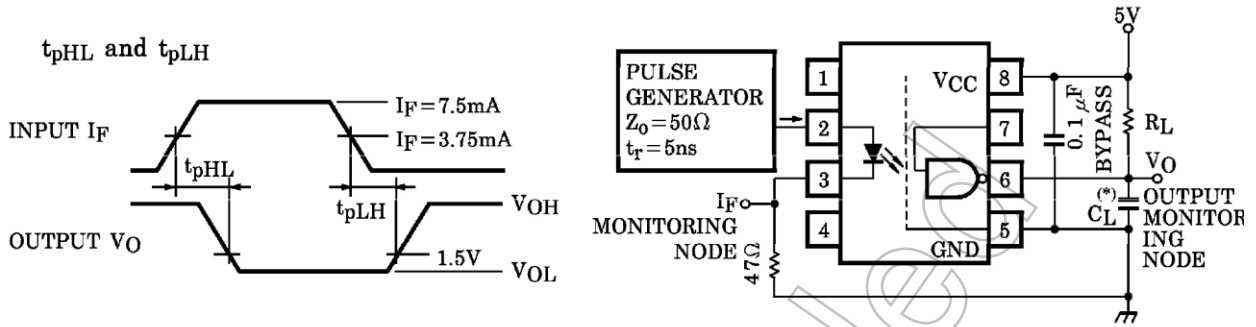 tpHL and tpLH
INPUT IF
IF=7.5mA
IF=3.75mA
tpHL
tpLH
OUTPUT VO
VOH
1.5V
VOL
5V
PULSE
GENERATOR
ZO=50Ω
tr=5ns
1
2
3
4
VCC
8
7
6
5
GND
0.1 μF
BYPASS
RL
VO
(*)
CL
OUTPUT
MONITOR
ING
NODE
IF
MONITORING
NODE
47Ω